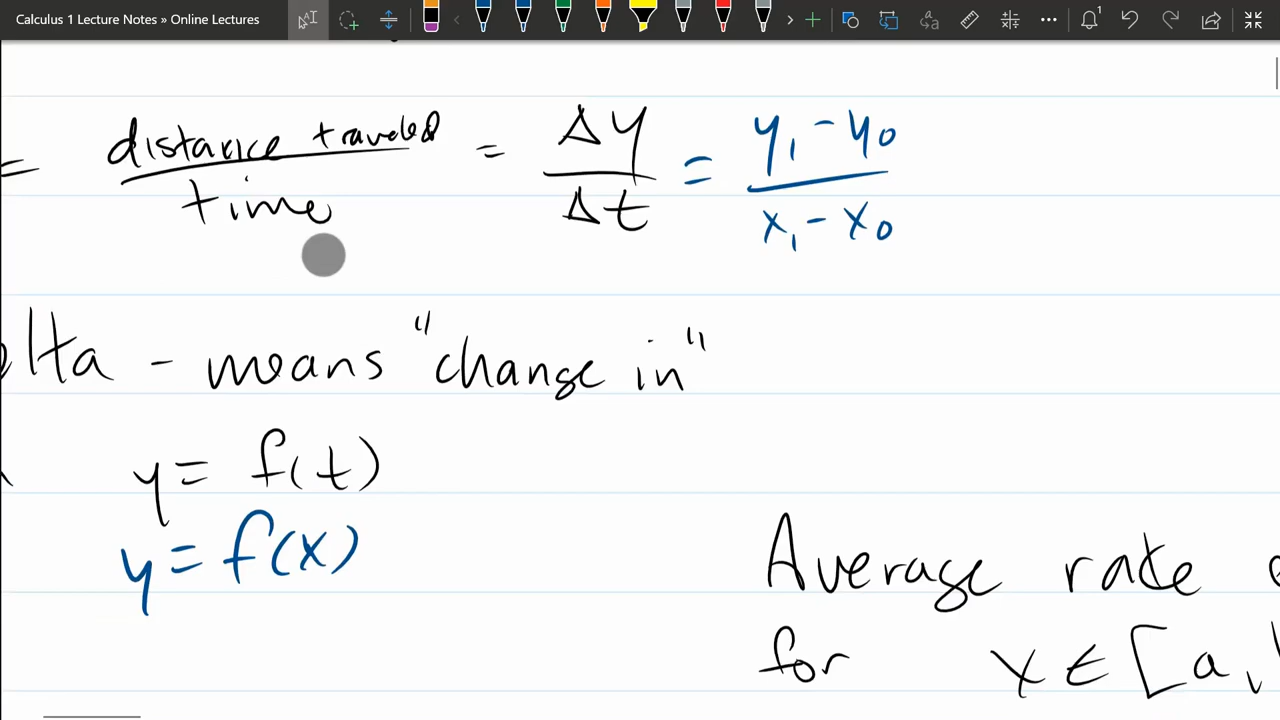 Calculus 1 Lecture Notes » Online Lectures
= distance traveled / time = Δy / Δt = y₁ - y₀ / x₁ - x₀
lta - means "change in"
y = f(t)
y = f(x)
Average rate
for x ∈ [a,